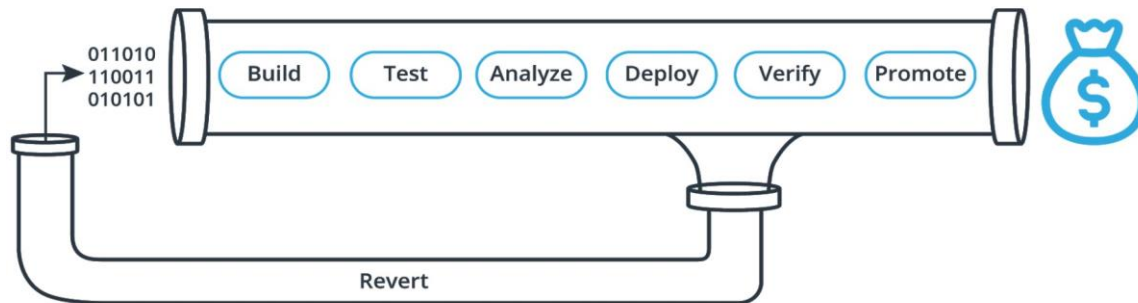 011010
110011
010101
Build Test Analyze Deploy Verify Promote
$
Revert